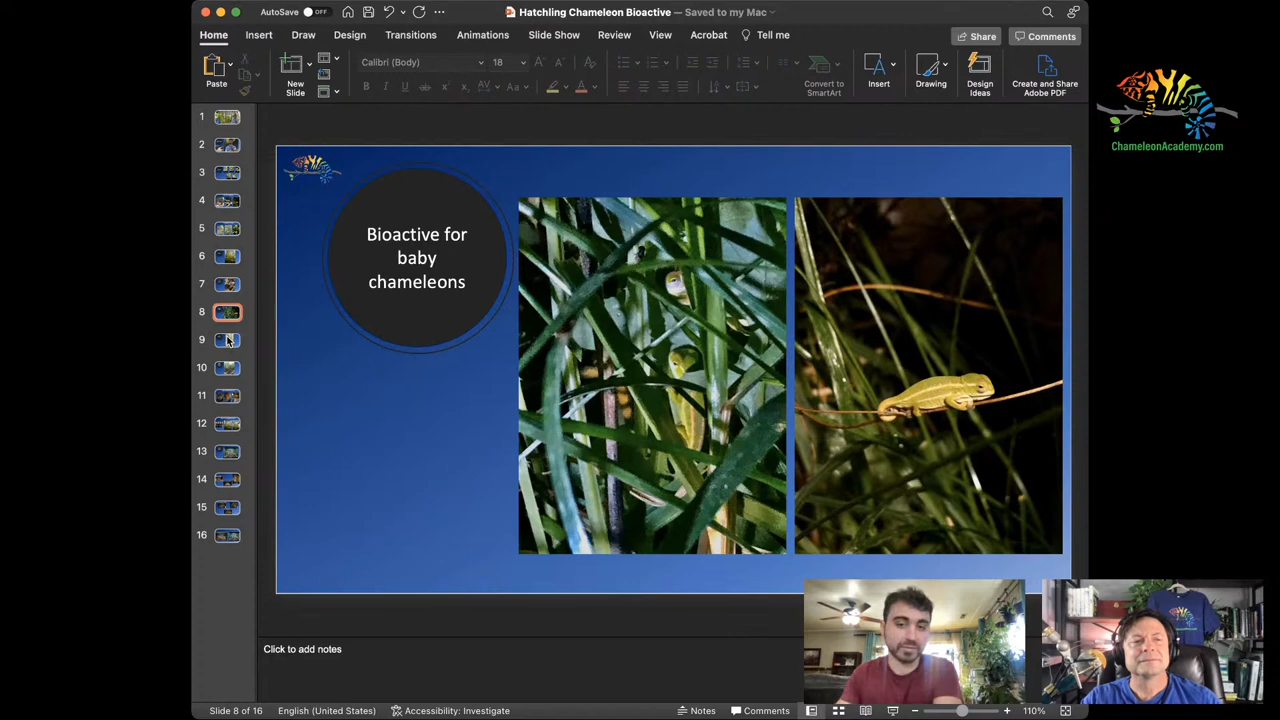 AutoSave OFF
Hatchling Chameleon Bioactive — Saved to my Mac
Home Insert Draw Design Transitions Animations Slide Show Review View Acrobat Tell me
Share Comments
Calibri (Body) 18
Paste
New
Slide
Convert to
SmartArt
Insert
Drawing
Design
Ideas
Create and Share
Adobe PDF
ChameleonAcademy.com
1
2
3
4
5
6
7
8
9
10
11
12
13
14
15
16
Bioactive for
baby
chameleons
Click to add notes
Slide 8 of 16 English (United States) Accessibility: Investigate Notes Comments 110%